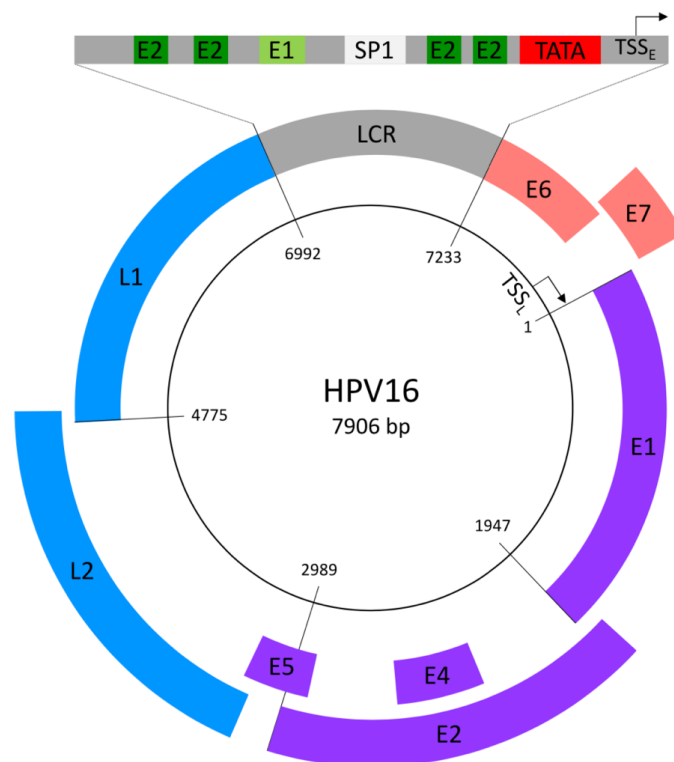 E2 E2 E1 SP1 E2 E2 TATA TSSE
LCR
E6
E7
L1
6992
7233
TSSL
1
HPV16
7906 bp
4775
E1
1947
L2
2989
E5
E4
E2